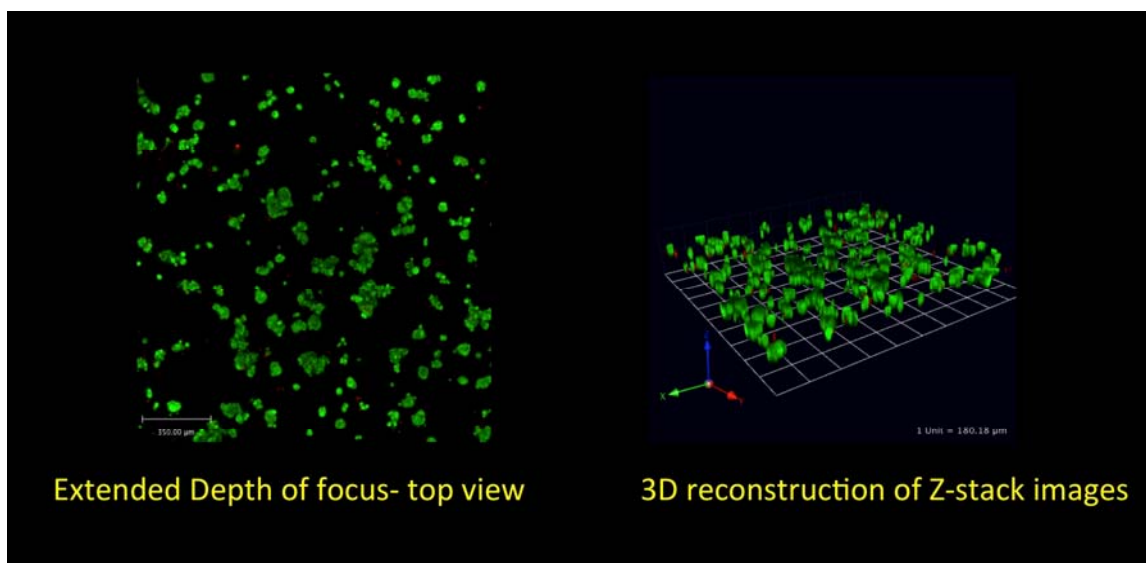 350.00 µm
X
1 Unit = 180.18 µm
Extended Depth of focus- top view
3D reconstruction of Z-stack images